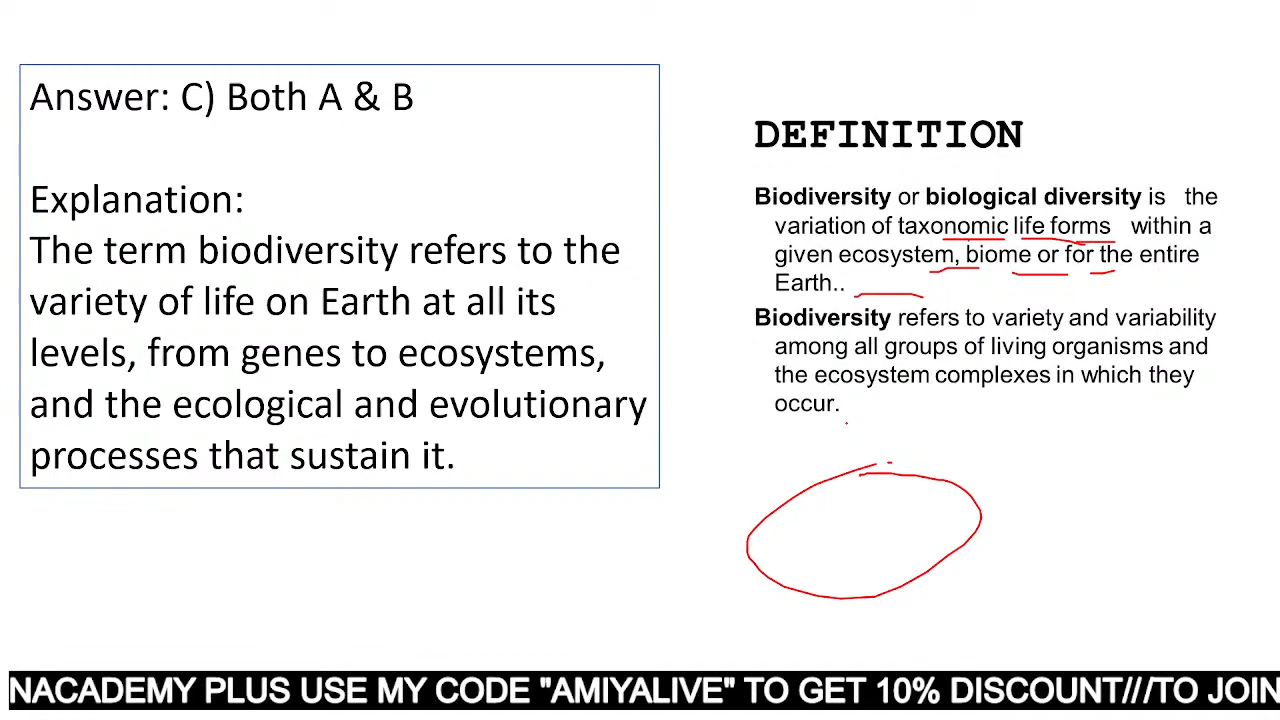 Answer: C) Both A & B
Explanation:
The term biodiversity refers to the
variety of life on Earth at all its
levels, from genes to ecosystems,
and the ecological and evolutionary
processes that sustain it.
DEFINITION
Biodiversity or biological diversity is the
variation of taxonomic life forms within a
given ecosystem, biome or for the entire
Earth..
Biodiversity refers to variety and variability
among all groups of living organisms and
the ecosystem complexes in which they
occur.
NACADEMY PLUS USE MY CODE "AMIYALIVE" TO GET 10% DISCOUNT///TO JOIN